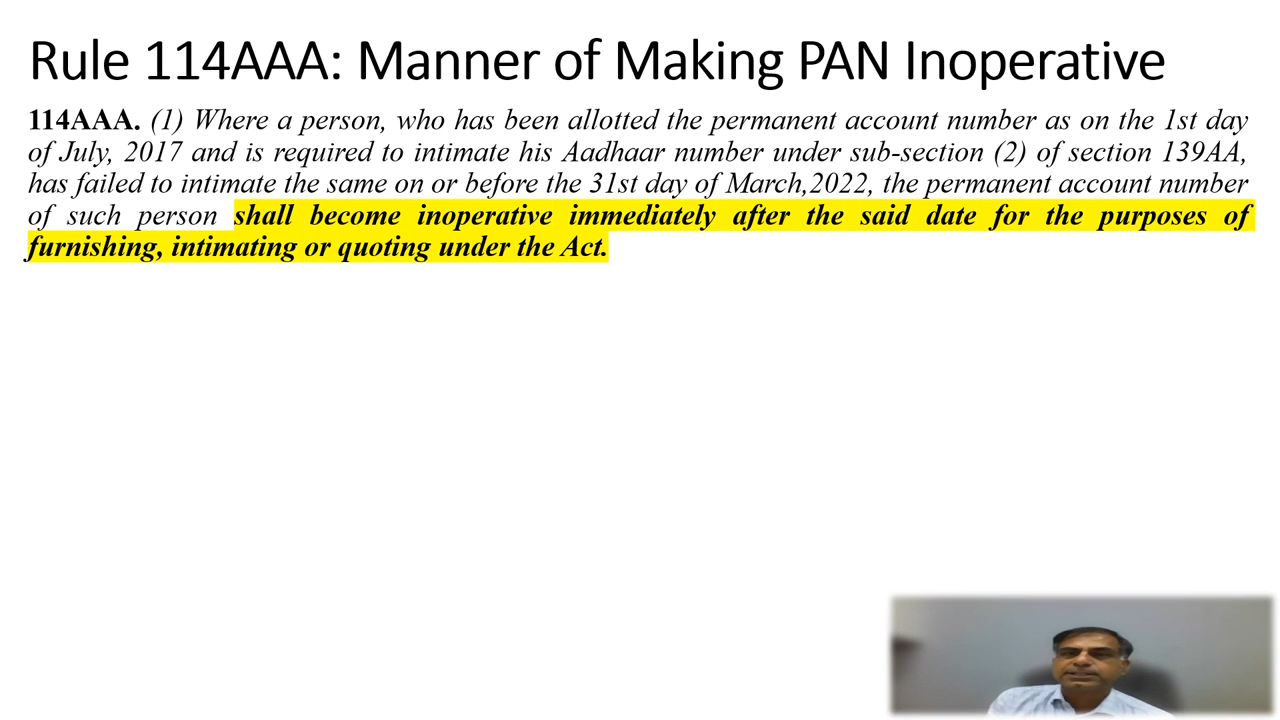 Rule 114AAA: Manner of Making PAN Inoperative
114AAA. (1) Where a person, who has been allotted the permanent account number as on the 1st day
of July, 2017 and is required to intimate his Aadhaar number under sub-section (2) of section 139AA,
has failed to intimate the same on or before the 31st day of March,2022, the permanent account number
of such person shall become inoperative immediately after the said date for the purposes of
furnishing, intimating or quoting under the Act.